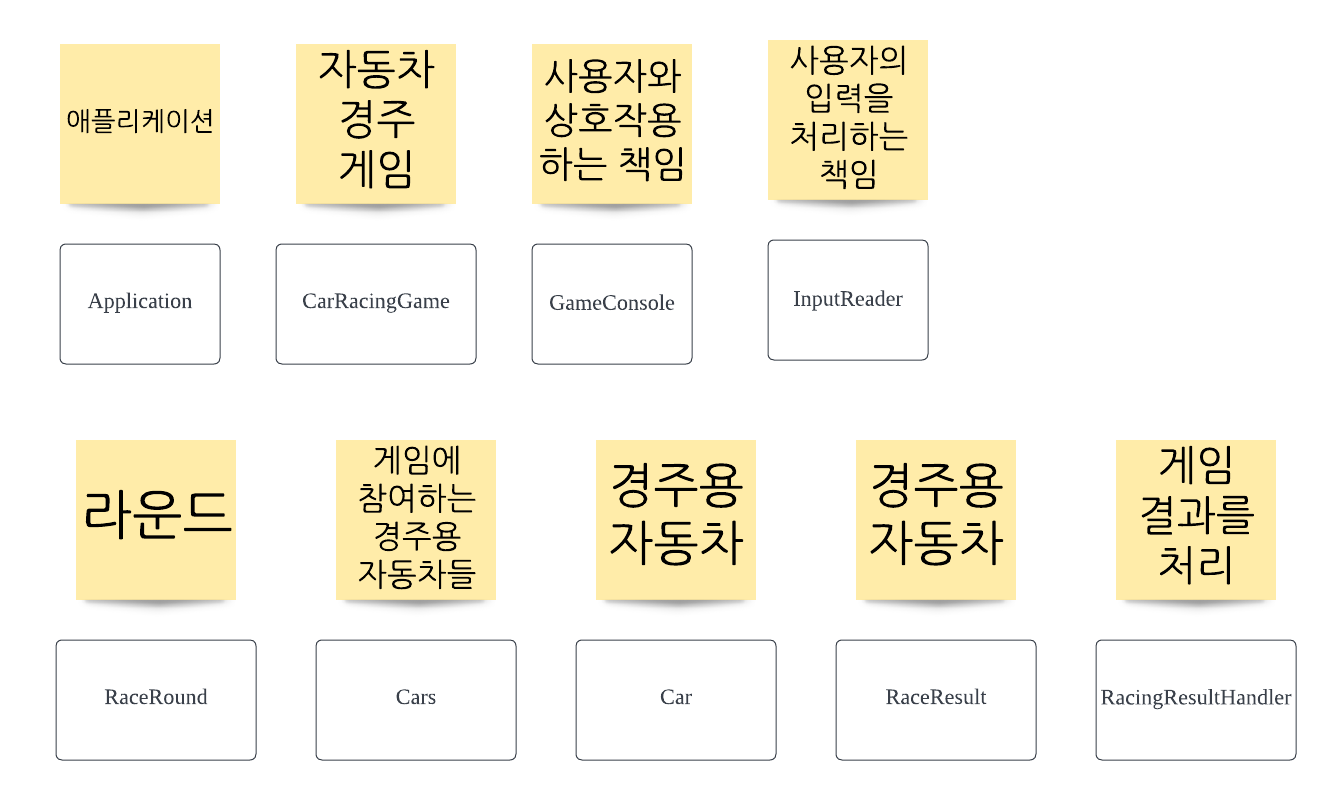 애플리케이션
자동차
경주
게임
사용자와
상호작용
하는 책임
사용자의
입력을
처리하는
책임
Application
CarRacingGame
GameConsole
InputReader
라운드
게임에
참여하는
경주용
자동차들
경주용
자동차
경주용
자동차
게임
결과를
처리
RaceRound
Cars
Car
RaceResult
RacingResultHandler